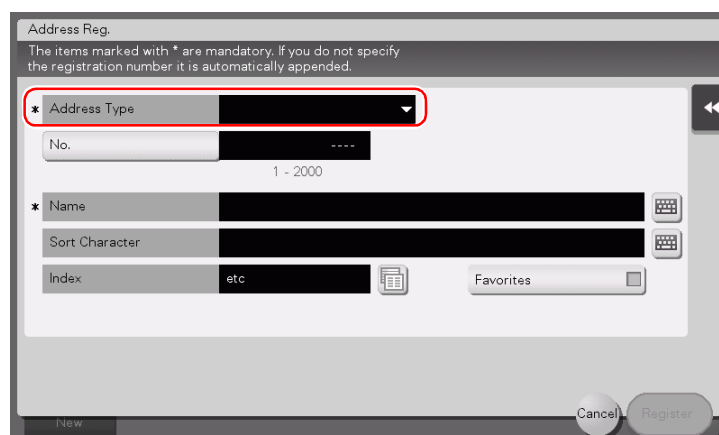 Address Reg.
The items marked with * are mandatory. If you do not specify
the registration number it is automatically appended.
* Address Type
No. ----
1 - 2000
* Name
Sort Character
Index etc Favorites
Cancel Register
New